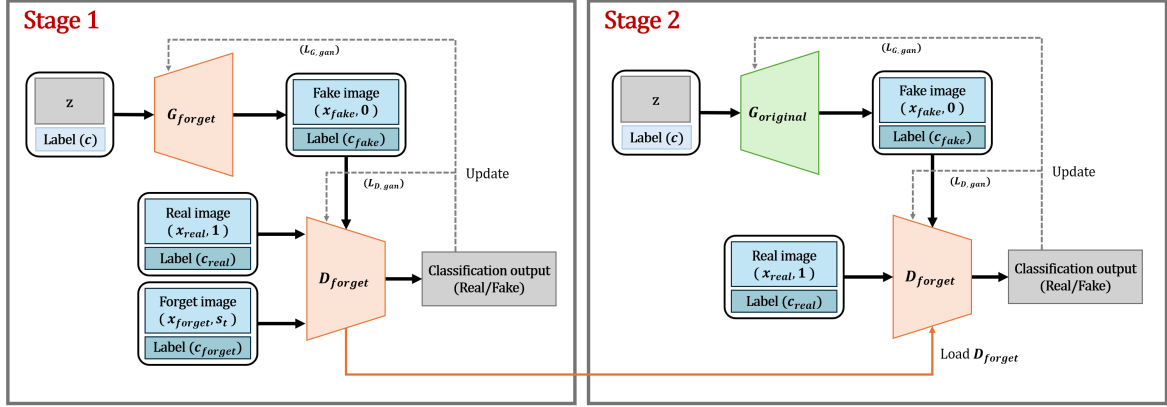 Stage 1
(L_{G, gan})
z
Label (c)
G_{forget}
Fake image
( x_{fake}, 0 )
Label (c_{fake})
Update
(L_{D, gan})
Real image
( x_{real}, 1 )
Label (c_{real})
D_{forget}
Classification output
(Real/Fake)
Forget image
( x_{forget}, s_t )
Label (c_{forget})
Stage 2
(L_{G, gan})
z
Label (c)
G_{original}
Fake image
( x_{fake}, 0 )
Label (c_{fake})
Update
(L_{D, gan})
Real image
( x_{real}, 1 )
Label (c_{real})
D_{forget}
Classification output
(Real/Fake)
Load D_{forget}